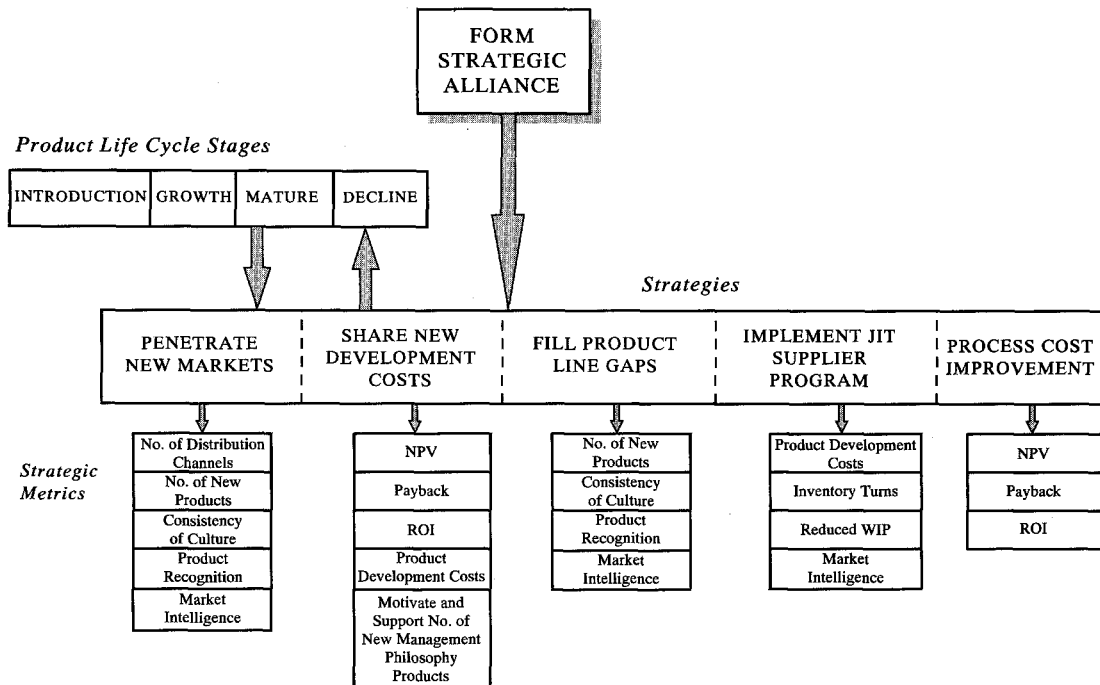 FORM
STRATEGIC
ALLIANCE
Product Life Cycle Stages
INTRODUCTION
GROWTH
MATURE
DECLINE
Strategies
PENETRATE
NEW MARKETS
SHARE NEW
DEVELOPMENT
COSTS
FILL PRODUCT
LINE GAPS
IMPLEMENT JIT
SUPPLIER
PROGRAM
PROCESS COST
IMPROVEMENT
Strategic
Metrics
No. of Distribution
Channels
No. of New
Products
Consistency
of Culture
Product
Recognition
Market
Intelligence
NPV
Payback
ROI
Product
Development Costs
Motivate and
Support No. of
New Management
Philosophy
Products
No. of New
Products
Consistency
of Culture
Product
Recognition
Market
Intelligence
Product Development
Costs
Inventory Turns
Reduced WIP
Market
Intelligence
NPV
Payback
ROI